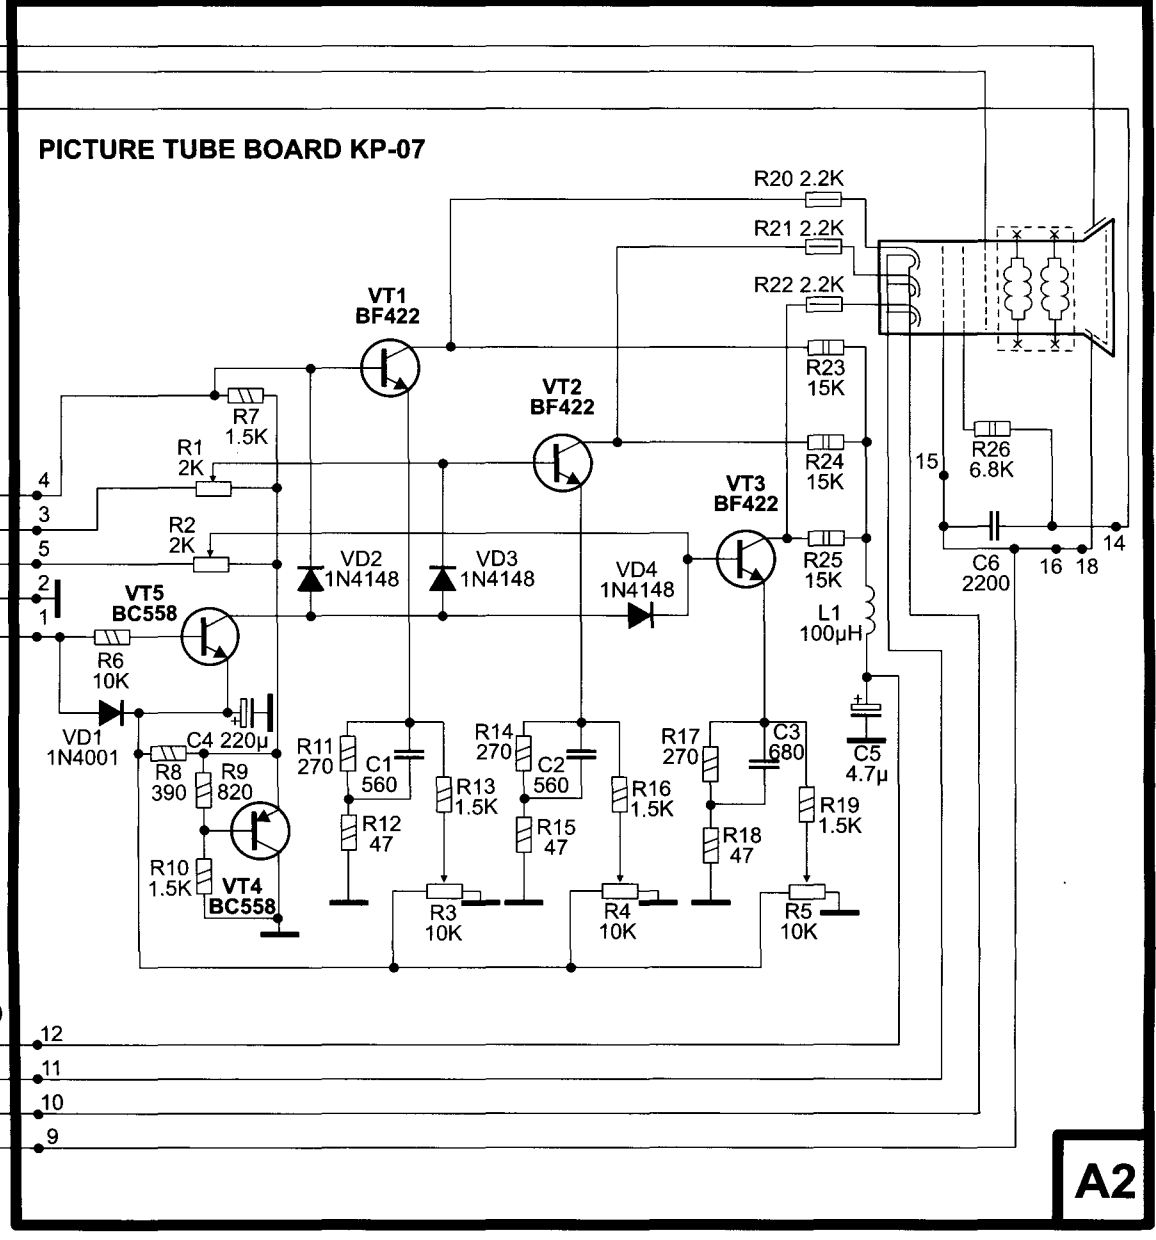 PICTURE TUBE BOARD KP-07
R20 2.2K
R21 2.2K
R22 2.2K
VT1
BF422
R23
15K
VT2
BF422
R7
1.5K
R1
2K
R24
15K
R26
6.8K
15
4
VT3
BF422
3
R2
2K
14
5
C6
2200
16
18
VD2
1N4148
VD3
1N4148
VD4
1N4148
R25
15K
2
VT5
BC558
1
L1
100µH
R6
10K
+
VD1
1N4001
C4
220µ
+
C5
4.7µ
R8
390
R9
820
R11
270
C1
560
R14
270
C2
560
R17
270
C3
680
R13
1.5K
R16
1.5K
R19
1.5K
R12
47
R15
47
R18
47
R10
1.5K
VT4
BC558
R3
10K
R4
10K
R5
10K
12
11
10
9
A2